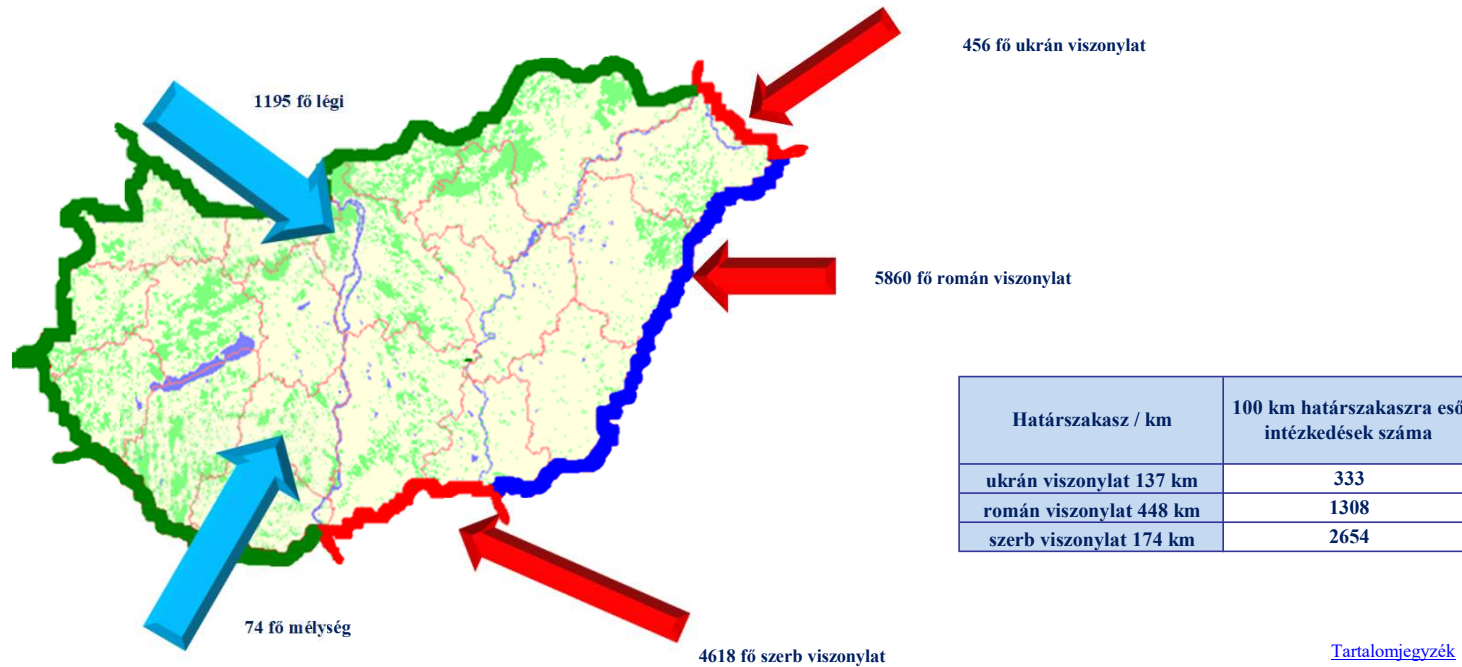 456 fő ukrán viszonylat
1195 fő légi
5860 fő román viszonylat
Határszakasz / km
100 km határszakaszra eső
intézkedések száma
ukrán viszonylat 137 km 333
román viszonylat 448 km 1308
szerb viszonylat 174 km 2654
74 fő mélység
4618 fő szerb viszonylat
Tartalomjegyzék